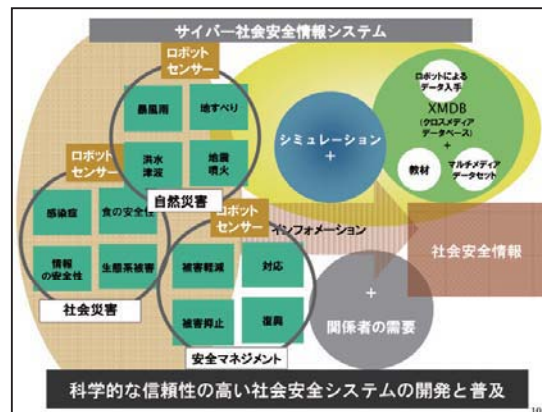 サイバー社会安全情報システム
ロボット
センサー
暴風雨
地すべり
洪水
津波
地震
噴火
自然災害
ロボット
センサー
感染症
食の安全性
情報
の安全性
生態系被害
社会災害
ロボット
センサー
被害軽減
対応
被害抑止
復興
安全マネジメント
シミュレーション
+
ロボットによる
データ入手
XMDB
(クロスメディア
データベース)
+
教材
マルチメディア
データセット
インフォメーション
社会安全情報
+
関係者の需要
科学的な信頼性の高い社会安全システムの開発と普及